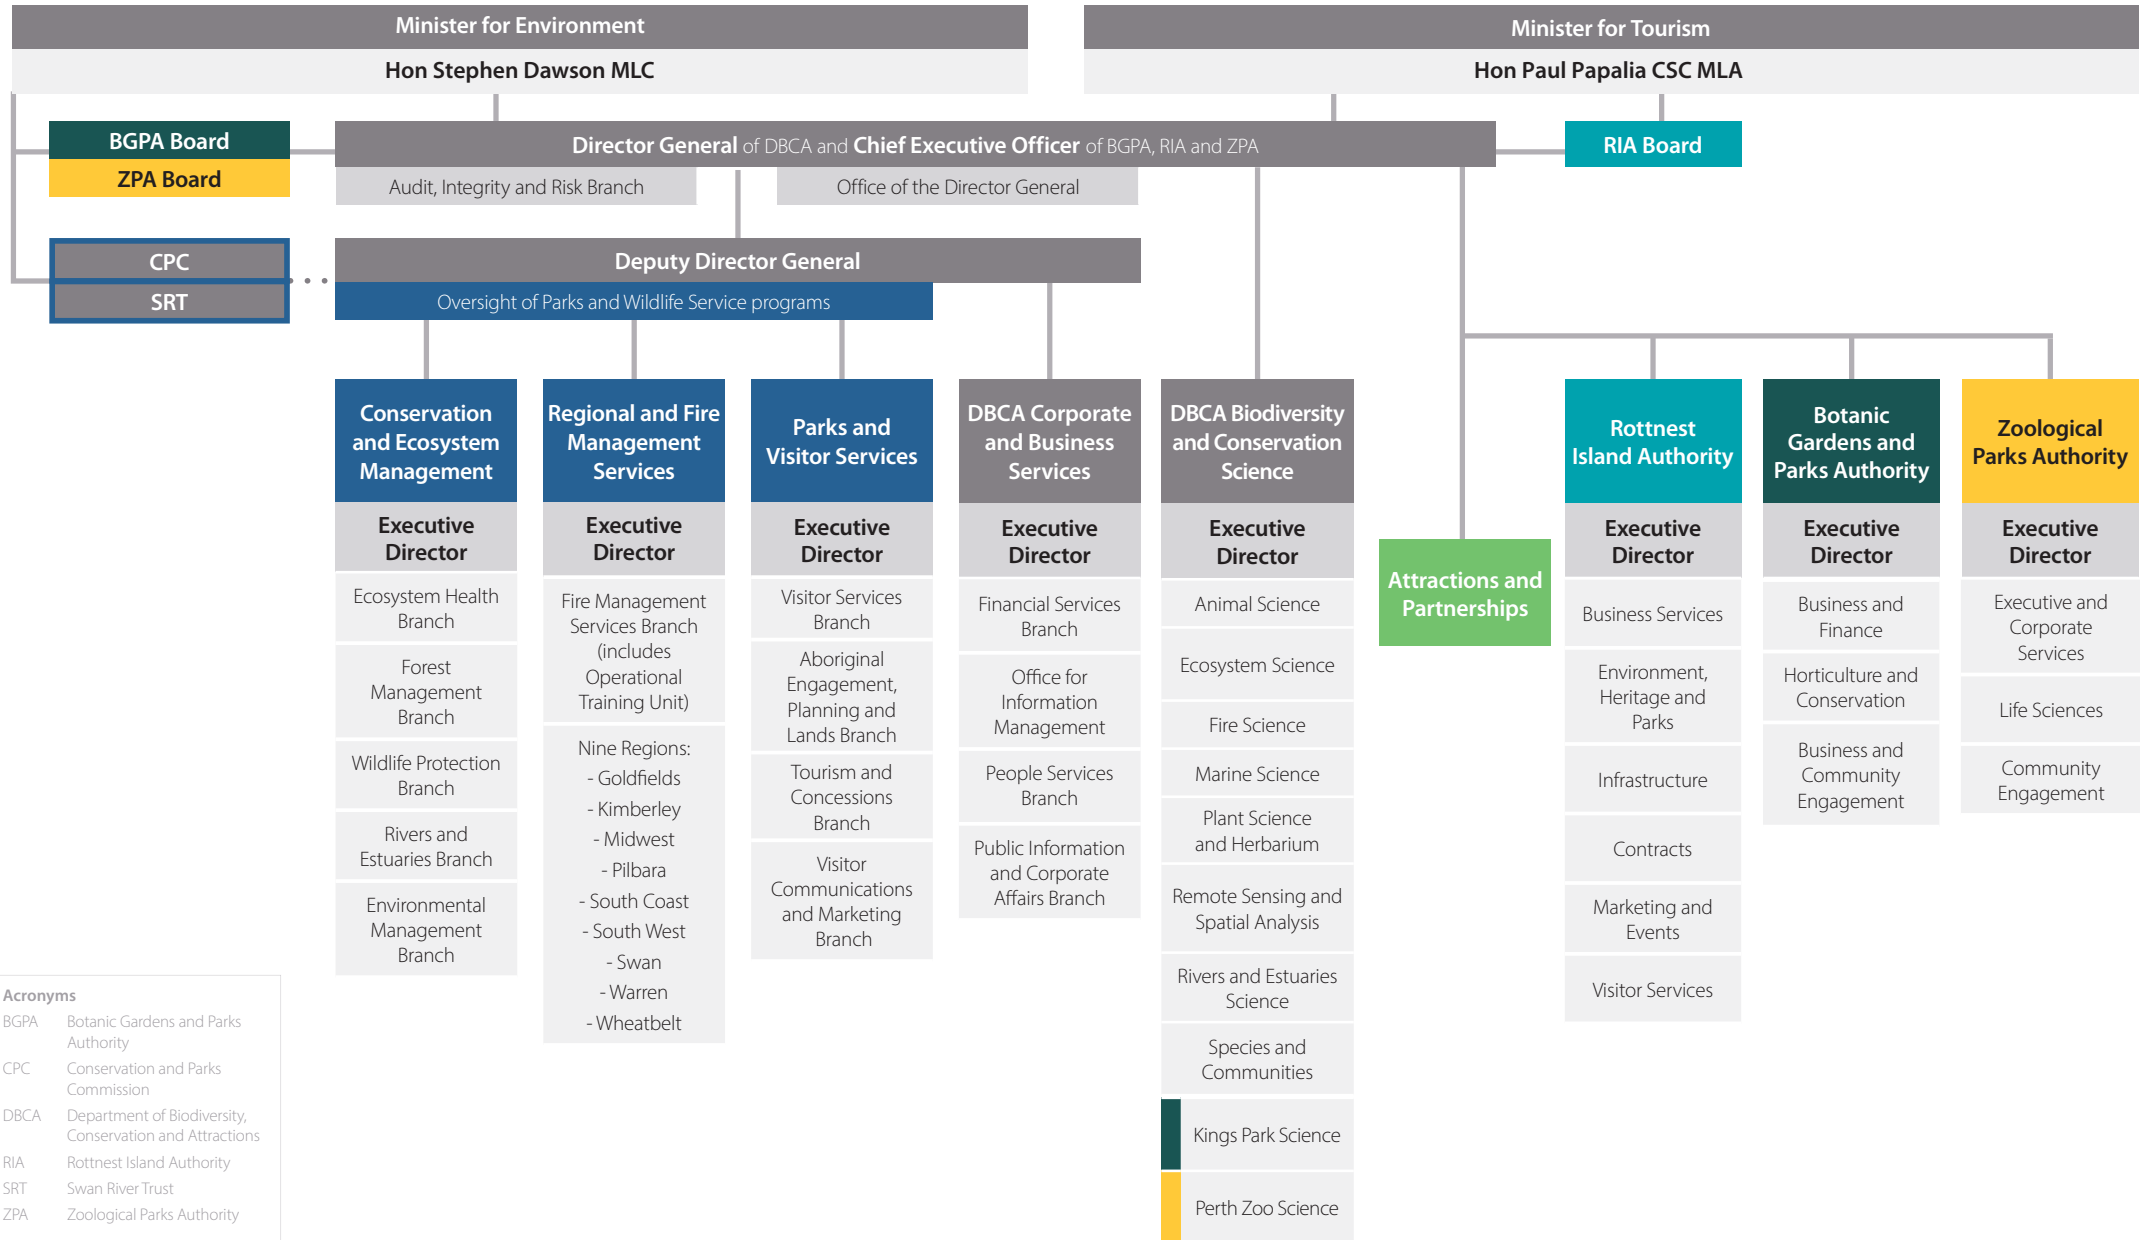 Minister for Environment
Hon Stephen Dawson MLC
Minister for Tourism
Hon Paul Papalia CSC MLA
BGPA Board
ZPA Board
Director General of DBCA and Chief Executive Officer of BGPA, RIA and ZPA
RIA Board
Audit, Integrity and Risk Branch
Office of the Director General
CPC
SRT
Deputy Director General
Oversight of Parks and Wildlife Service programs
Conservation
and Ecosystem
Management
Executive
Director
Ecosystem Health
Branch
Forest
Management
Branch
Wildlife Protection
Branch
Rivers and
Estuaries Branch
Environmental
Management
Branch
Regional and Fire
Management
Services
Executive
Director
Fire Management
Services Branch
(includes
Operational
Training Unit)
Nine Regions:
- Goldfields
- Kimberley
- Midwest
- Pilbara
- South Coast
- South West
- Swan
- Warren
- Wheatbelt
Parks and
Visitor Services
Executive
Director
Visitor Services
Branch
Aboriginal
Engagement,
Planning and
Lands Branch
Tourism and
Concessions
Branch
Visitor
Communications
and Marketing
Branch
DBCA Corporate
and Business
Services
Executive
Director
Financial Services
Branch
Office for
Information
Management
People Services
Branch
Public Information
and Corporate
Affairs Branch
DBCA Biodiversity
and Conservation
Science
Executive
Director
Animal Science
Ecosystem Science
Fire Science
Marine Science
Plant Science
and Herbarium
Remote Sensing and
Spatial Analysis
Rivers and Estuaries
Science
Species and
Communities
Kings Park Science
Perth Zoo Science
Attractions and
Partnerships
Rottnest
Island Authority
Executive
Director
Business Services
Environment,
Heritage and
Parks
Infrastructure
Contracts
Marketing and
Events
Visitor Services
Botanic
Gardens and
Parks Authority
Executive
Director
Business and
Finance
Horticulture and
Conservation
Business and
Community
Engagement
Zoological
Parks Authority
Executive
Director
Executive and
Corporate
Services
Life Sciences
Community
Engagement
Acronyms
BGPA Botanic Gardens and Parks
Authority
CPC Conservation and Parks
Commission
DBCA Department of Biodiversity,
Conservation and Attractions
RIA Rottnest Island Authority
SRT Swan River Trust
ZPA Zoological Parks Authority